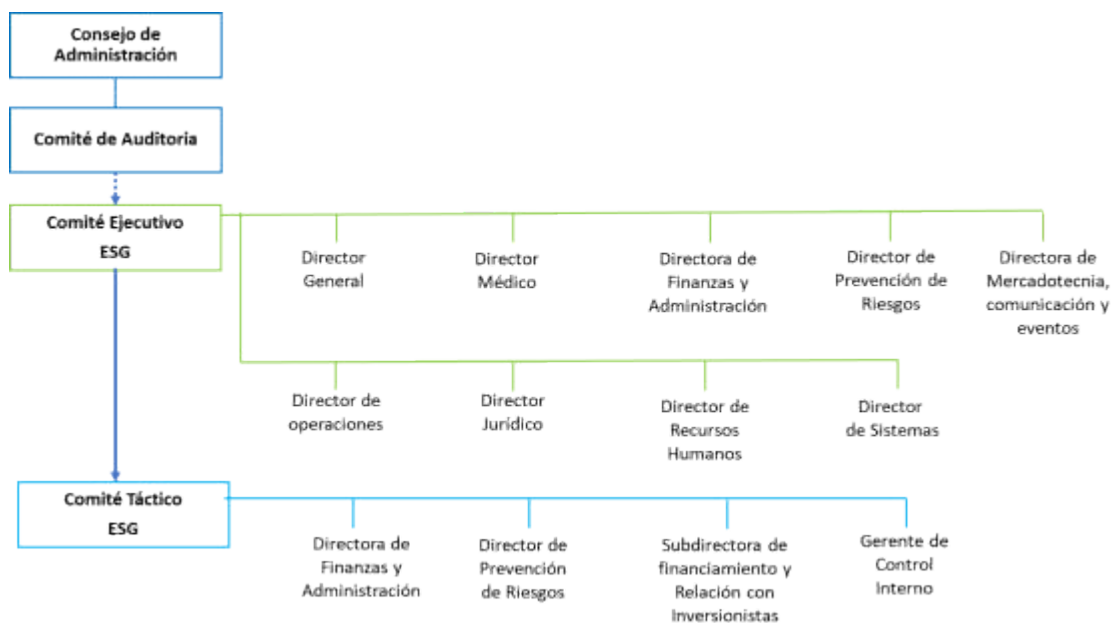 Consejo de
Administración
Comité de Auditoria
Comité Ejecutivo
ESG
Director
General
Director
Médico
Directora de
Finanzas y
Administración
Director de
Prevención de
Riesgos
Directora de
Mercadotecnia,
comunicación y
eventos
Director de
operaciones
Director
Jurídico
Director de
Recursos
Humanos
Director
de Sistemas
Comité Táctico
ESG
Directora de
Finanzas y
Administración
Director de
Prevención
de Riesgos
Subdirectora de
financiamiento y
Relación con
Inversionistas
Gerente de
Control
Interno